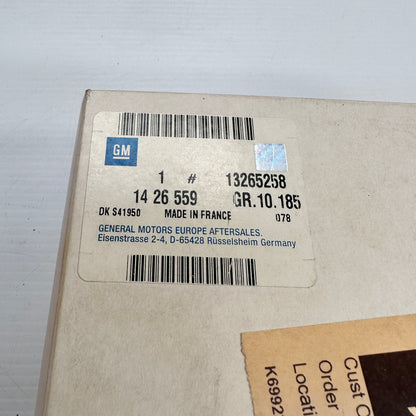 GM
1 # 13265258
14 26 559 GR.10.185
DK S41950 MADE IN FRANCE 078
GENERAL MOTORS EUROPE AFTERSALES.
Eisenstrasse 2-4, D-65428 Rüsselsheim Germany
Cust O
Order
Locati
K6992